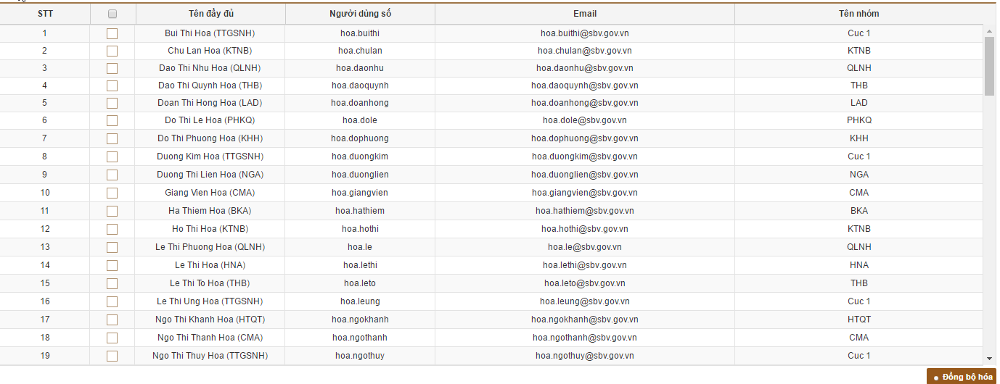 STT Tên đầy đủ Người dùng số Email Tên nhóm
1 Bui Thi Hoa (TTGSNH) hoa.buithi hoa.buithi@sbv.gov.vn Cuc 1
2 Chu Lan Hoa (KTNB) hoa.chulan hoa.chulan@sbv.gov.vn KTNB
3 Dao Thi Nhu Hoa (QLNH) hoa.daonhu hoa.daonhu@sbv.gov.vn QLNH
4 Dao Thi Quynh Hoa (THB) hoa.daoquynh hoa.daoquynh@sbv.gov.vn THB
5 Doan Thi Hong Hoa (LAD) hoa.doanhong hoa.doanhong@sbv.gov.vn LAD
6 Do Thi Le Hoa (PHKQ) hoa.dole hoa.dole@sbv.gov.vn PHKQ
7 Do Thi Phuong Hoa (KHH) hoa.dophuong hoa.dophuong@sbv.gov.vn KHH
8 Duong Kim Hoa (TTGSNH) hoa.duongkim hoa.duongkim@sbv.gov.vn Cuc 1
9 Duong Thi Lien Hoa (NGA) hoa.duonglien hoa.duonglien@sbv.gov.vn NGA
10 Giang Vien Hoa (CMA) hoa.giangvien hoa.giangvien@sbv.gov.vn CMA
11 Ha Thiem Hoa (BKA) hoa.hathiem hoa.hathiem@sbv.gov.vn BKA
12 Ho Thi Hoa (KTNB) hoa.hothi hoa.hothi@sbv.gov.vn KTNB
13 Le Thi Phuong Hoa (QLNH) hoa.le hoa.le@sbv.gov.vn QLNH
14 Le Thi Hoa (HNA) hoa.lethi hoa.lethi@sbv.gov.vn HNA
15 Le Thi To Hoa (THB) hoa.leto hoa.leto@sbv.gov.vn THB
16 Le Thi Ung Hoa (TTGSNH) hoa.leung hoa.leung@sbv.gov.vn Cuc 1
17 Ngo Thi Khanh Hoa (HTQT) hoa.ngokhanh hoa.ngokhanh@sbv.gov.vn HTQT
18 Ngo Thi Thanh Hoa (CMA) hoa.ngothanh hoa.ngothanh@sbv.gov.vn CMA
19 Ngo Thi Thuy Hoa (TTGSNH) hoa.ngothuy hoa.ngothuy@sbv.gov.vn Cuc 1
Đồng bộ hóa